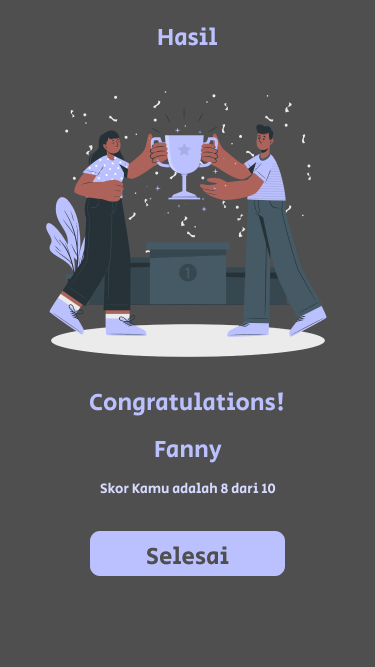 Hasil
1
Congratulations!
Fanny
Skor Kamu adalah 8 dari 10
Selesai